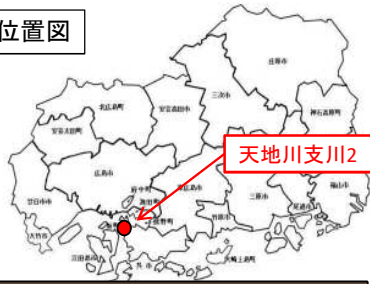 位置図
庄原市
三次市
北広島町
安芸高田市
神石高原町
安芸太田町
天地川支川2
広島市
府中町
東広島市
福山市
廿日市市
海田町
三原市
尾道市
熊野町
竹原市
大竹市
江田島市
呉市
大崎上島町